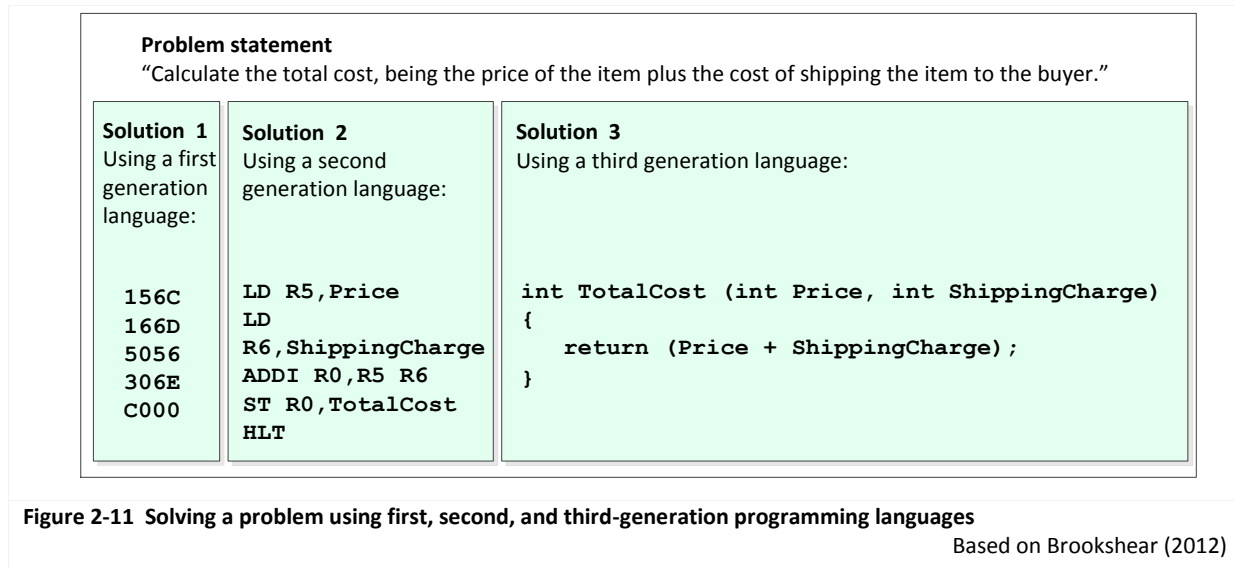 Problem statement
“Calculate the total cost, being the price of the item plus the cost of shipping the item to the buyer.”
Solution 1
Using a first
generation
language:
156C
166D
5056
306E
C000
Solution 2
Using a second
generation language:
LD R5,Price
LD
R6,ShippingCharge
ADDI R0,R5 R6
ST R0,TotalCost
HLT
Solution 3
Using a third generation language:
int TotalCost (int Price, int ShippingCharge)
{
return (Price + ShippingCharge);
}
Figure 2-11 Solving a problem using first, second, and third-generation programming languages
Based on Brookshear (2012)